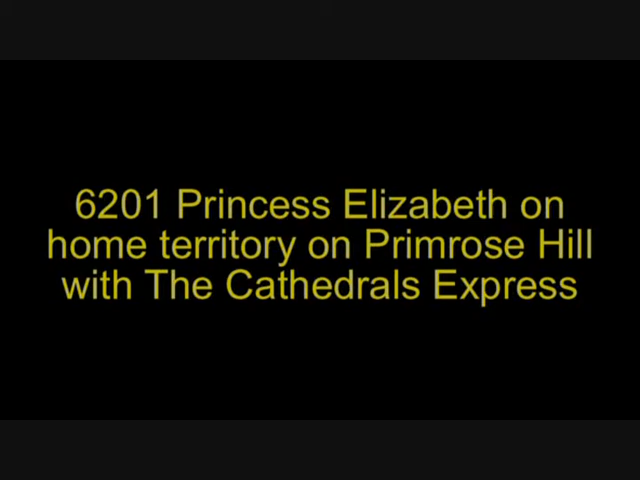 6201 Princess Elizabeth on
home territory on Primrose Hill
with The Cathedrals Express